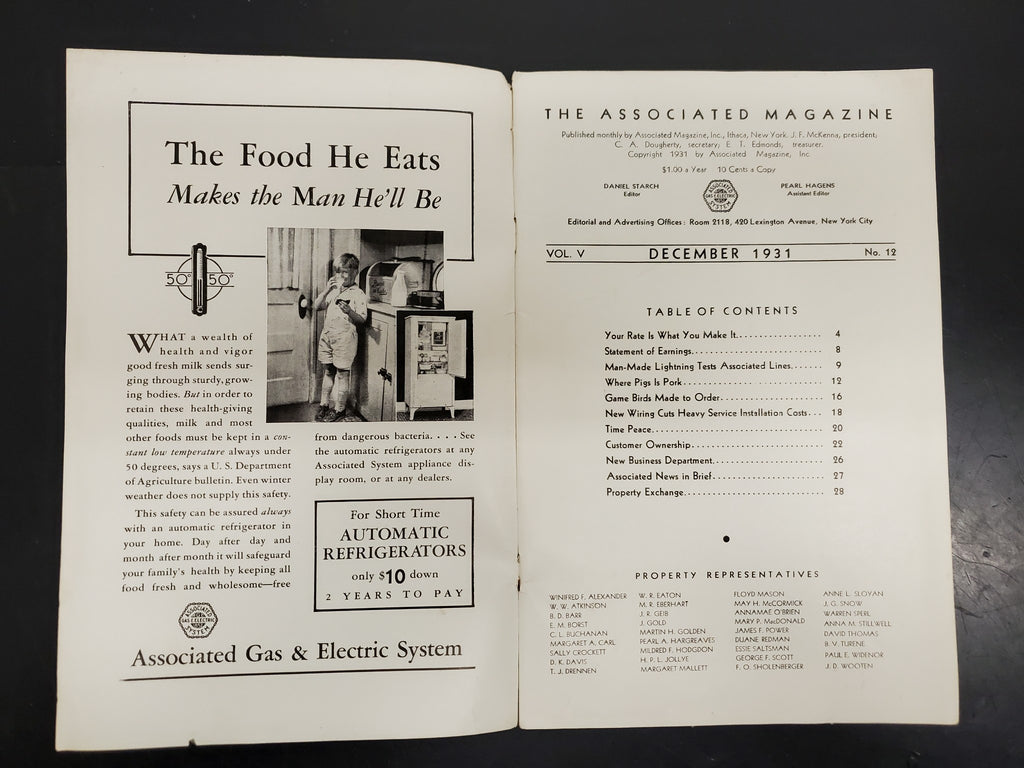 The Food He Eats
Makes the Man He'll Be
50° 50°
WHAT a wealth of
health and vigor
good fresh milk sends sur-
ging through sturdy, grow-
ing bodies. But in order to
retain these health-giving
qualities, milk and most
other foods must be kept in a con-
stant low temperature always under
50 degrees, says a U. S. Department
of Agriculture bulletin. Even winter
weather does not supply this safety.
This safety can be assured always
with an automatic refrigerator in
your home. Day after day and
month after month it will safeguard
your family's health by keeping all
food fresh and wholesome—free
from dangerous bacteria. . . . See
the automatic refrigerators at any
Associated System appliance dis-
play room, or at any dealers.
For Short Time
AUTOMATIC
REFRIGERATORS
only $10 down
2 YEARS TO PAY
ASSOCIATED
GAS & ELECTRIC
SYSTEM
Associated Gas & Electric System
THE ASSOCIATED MAGAZINE
Published monthly by Associated Magazine, Inc., Ithaca, New York. J. F. McKenna, president;
C. A. Dougherty, secretary; E. T. Edmonds, treasurer.
Copyright 1931 by Associated Magazine, Inc
$1.00 a Year 10 Cents a Copy
DANIEL STARCH
Editor
ASSOCIATED
GAS & ELECTRIC
SYSTEM
PEARL HAGENS
Assistant Editor
Editorial and Advertising Offices: Room 2118, 420 Lexington Avenue, New York City
VOL. V DECEMBER 1931 No. 12
TABLE OF CONTENTS
Your Rate Is What You Make It.................... 4
Statement of Earnings............................ 8
Man-Made Lightning Tests Associated Lines....... 9
Where Pigs Is Pork............................... 12
Game Birds Made to Order........................ 16
New Wiring Cuts Heavy Service Installation Costs... 18
Time Peace....................................... 20
Customer Ownership............................... 22
New Business Department.......................... 26
Associated News in Brief......................... 27
Property Exchange................................ 28
PROPERTY REPRESENTATIVES
WINIFRED F. ALEXANDER
W. W. ATKINSON
B. D. BARR
E. M. BORST
C. L. BUCHANAN
MARGARET A. CARL
SALLY CROCKETT
D. K. DAVIS
T. J. DRENNEN
W. R. EATON
M. R. EBERHART
J. R. GEIB
J. GOLD
MARTIN H. GOLDEN
PEARL A. HARGREAVES
MILDRED F. HODGDON
H. P. L. JOLLYE
MARGARET MALLETT
FLOYD MASON
MAY H. McCORMICK
ANNAMAE O'BRIEN
MARY P. MacDONALD
JAMES F. POWER
DUANE REDMAN
ESSIE SALTSMAN
GEORGE F. SCOTT
F. O. SHOLENBERGER
ANNE L. SLOYAN
J. G. SNOW
WARREN SPERL
ANNA M. STILLWELL
DAVID THOMAS
B. V. TURENE
PAUL E. WIDENOR
J. D. WOOTEN